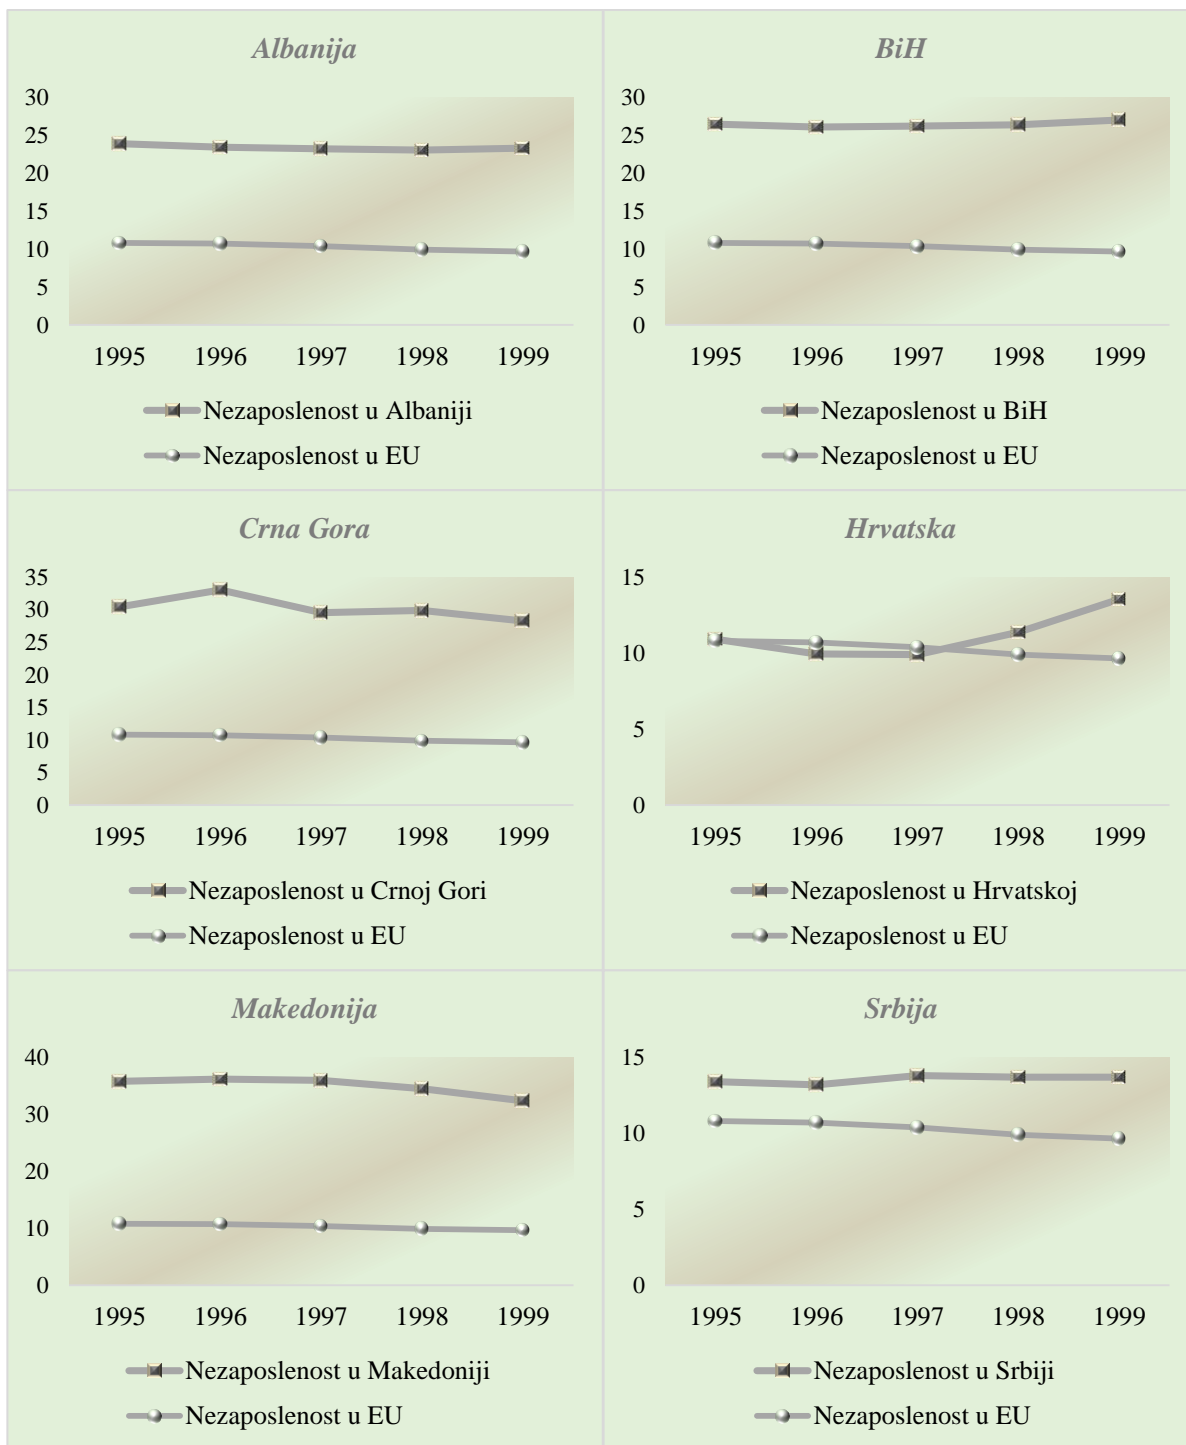 Albanija
30
25
20
15
10
5
0
1995 1996 1997 1998 1999
Nezaposlenost u Albaniji
Nezaposlenost u EU
BiH
30
25
20
15
10
5
0
1995 1996 1997 1998 1999
Nezaposlenost u BiH
Nezaposlenost u EU
Crna Gora
35
30
25
20
15
10
5
0
1995 1996 1997 1998 1999
Nezaposlenost u Crnoj Gori
Nezaposlenost u EU
Hrvatska
15
10
5
0
1995 1996 1997 1998 1999
Nezaposlenost u Hrvatskoj
Nezaposlenost u EU
Makedonija
40
30
20
10
0
1995 1996 1997 1998 1999
Nezaposlenost u Makedoniji
Nezaposlenost u EU
Srbija
15
10
5
0
1995 1996 1997 1998 1999
Nezaposlenost u Srbiji
Nezaposlenost u EU